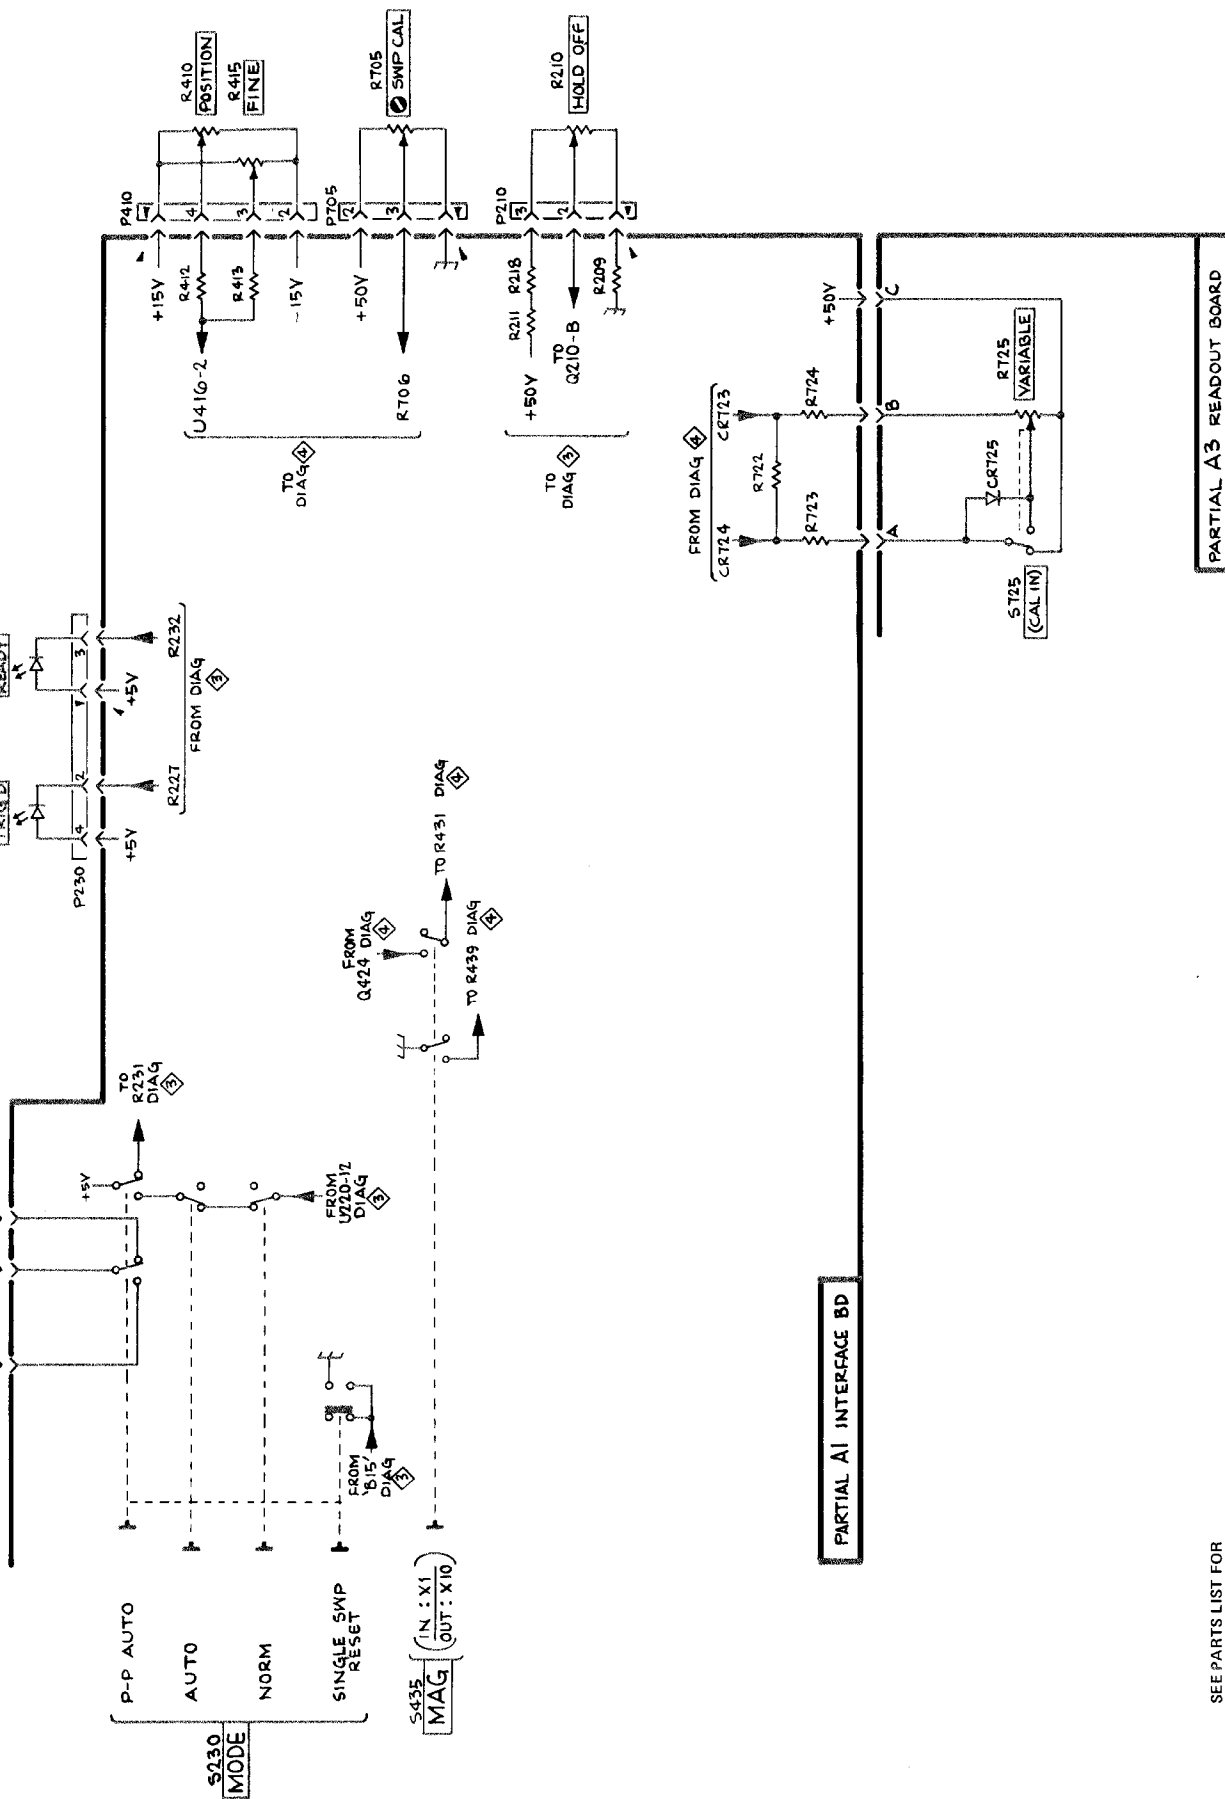 R410
POSITION
R415
FINE
R705
SWP CAL
R210
HOLD OFF
P410
4
3
2
P705
2
3
P210
3
2
+15V
R412
R413
-15V
+50V
R211
R218
R209
U416-2
R706
+50V
TO
Q210-B
TO
DIAG 4
TO
DIAG 3
READY
3
+5V
R232
2
4
+5V
R227
P230
FROM DIAG
3
FROM DIAG 4
CR724
CR723
R722
R723
R724
+50V
A
B
C
CR725
R725
VARIABLE
S725
(CAL IN)
PARTIAL A3 READOUT BOARD
FROM
Q424 DIAG
4
TO R431 DIAG
4
TO R439 DIAG
4
+5V
TO
R231
DIAG
3
FROM
U220-12
DIAG
3
FROM
'B15'
DIAG
3
P-P AUTO
AUTO
NORM
SINGLE SWP
RESET
S230
MODE
S435
MAG
(IN : X1
OUT : X10)
PARTIAL A1 INTERFACE BD
SEE PARTS LIST FOR